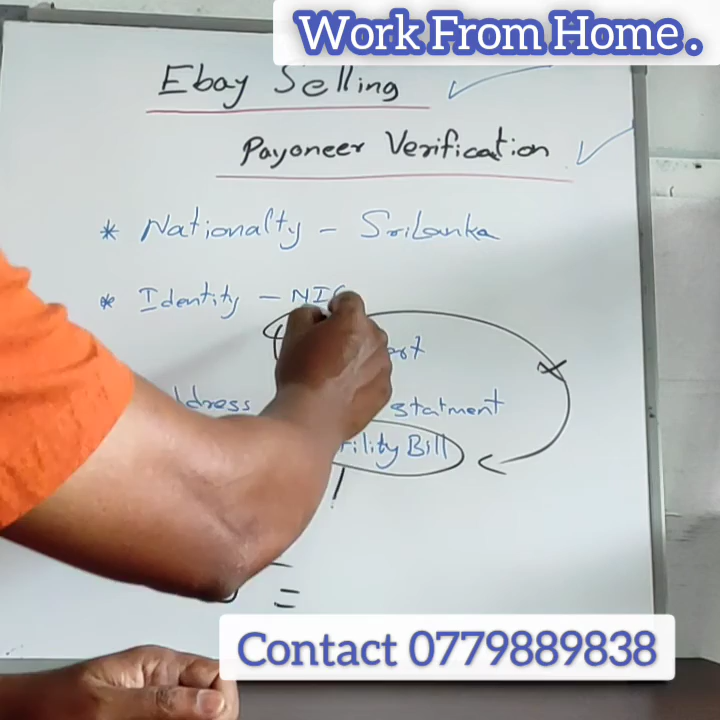 Work From Home.
Ebay Selling
Payoneer Verification
* Nationalty - SriLanka
* Identity - NIC
statment
Bill
Contact 0779889838